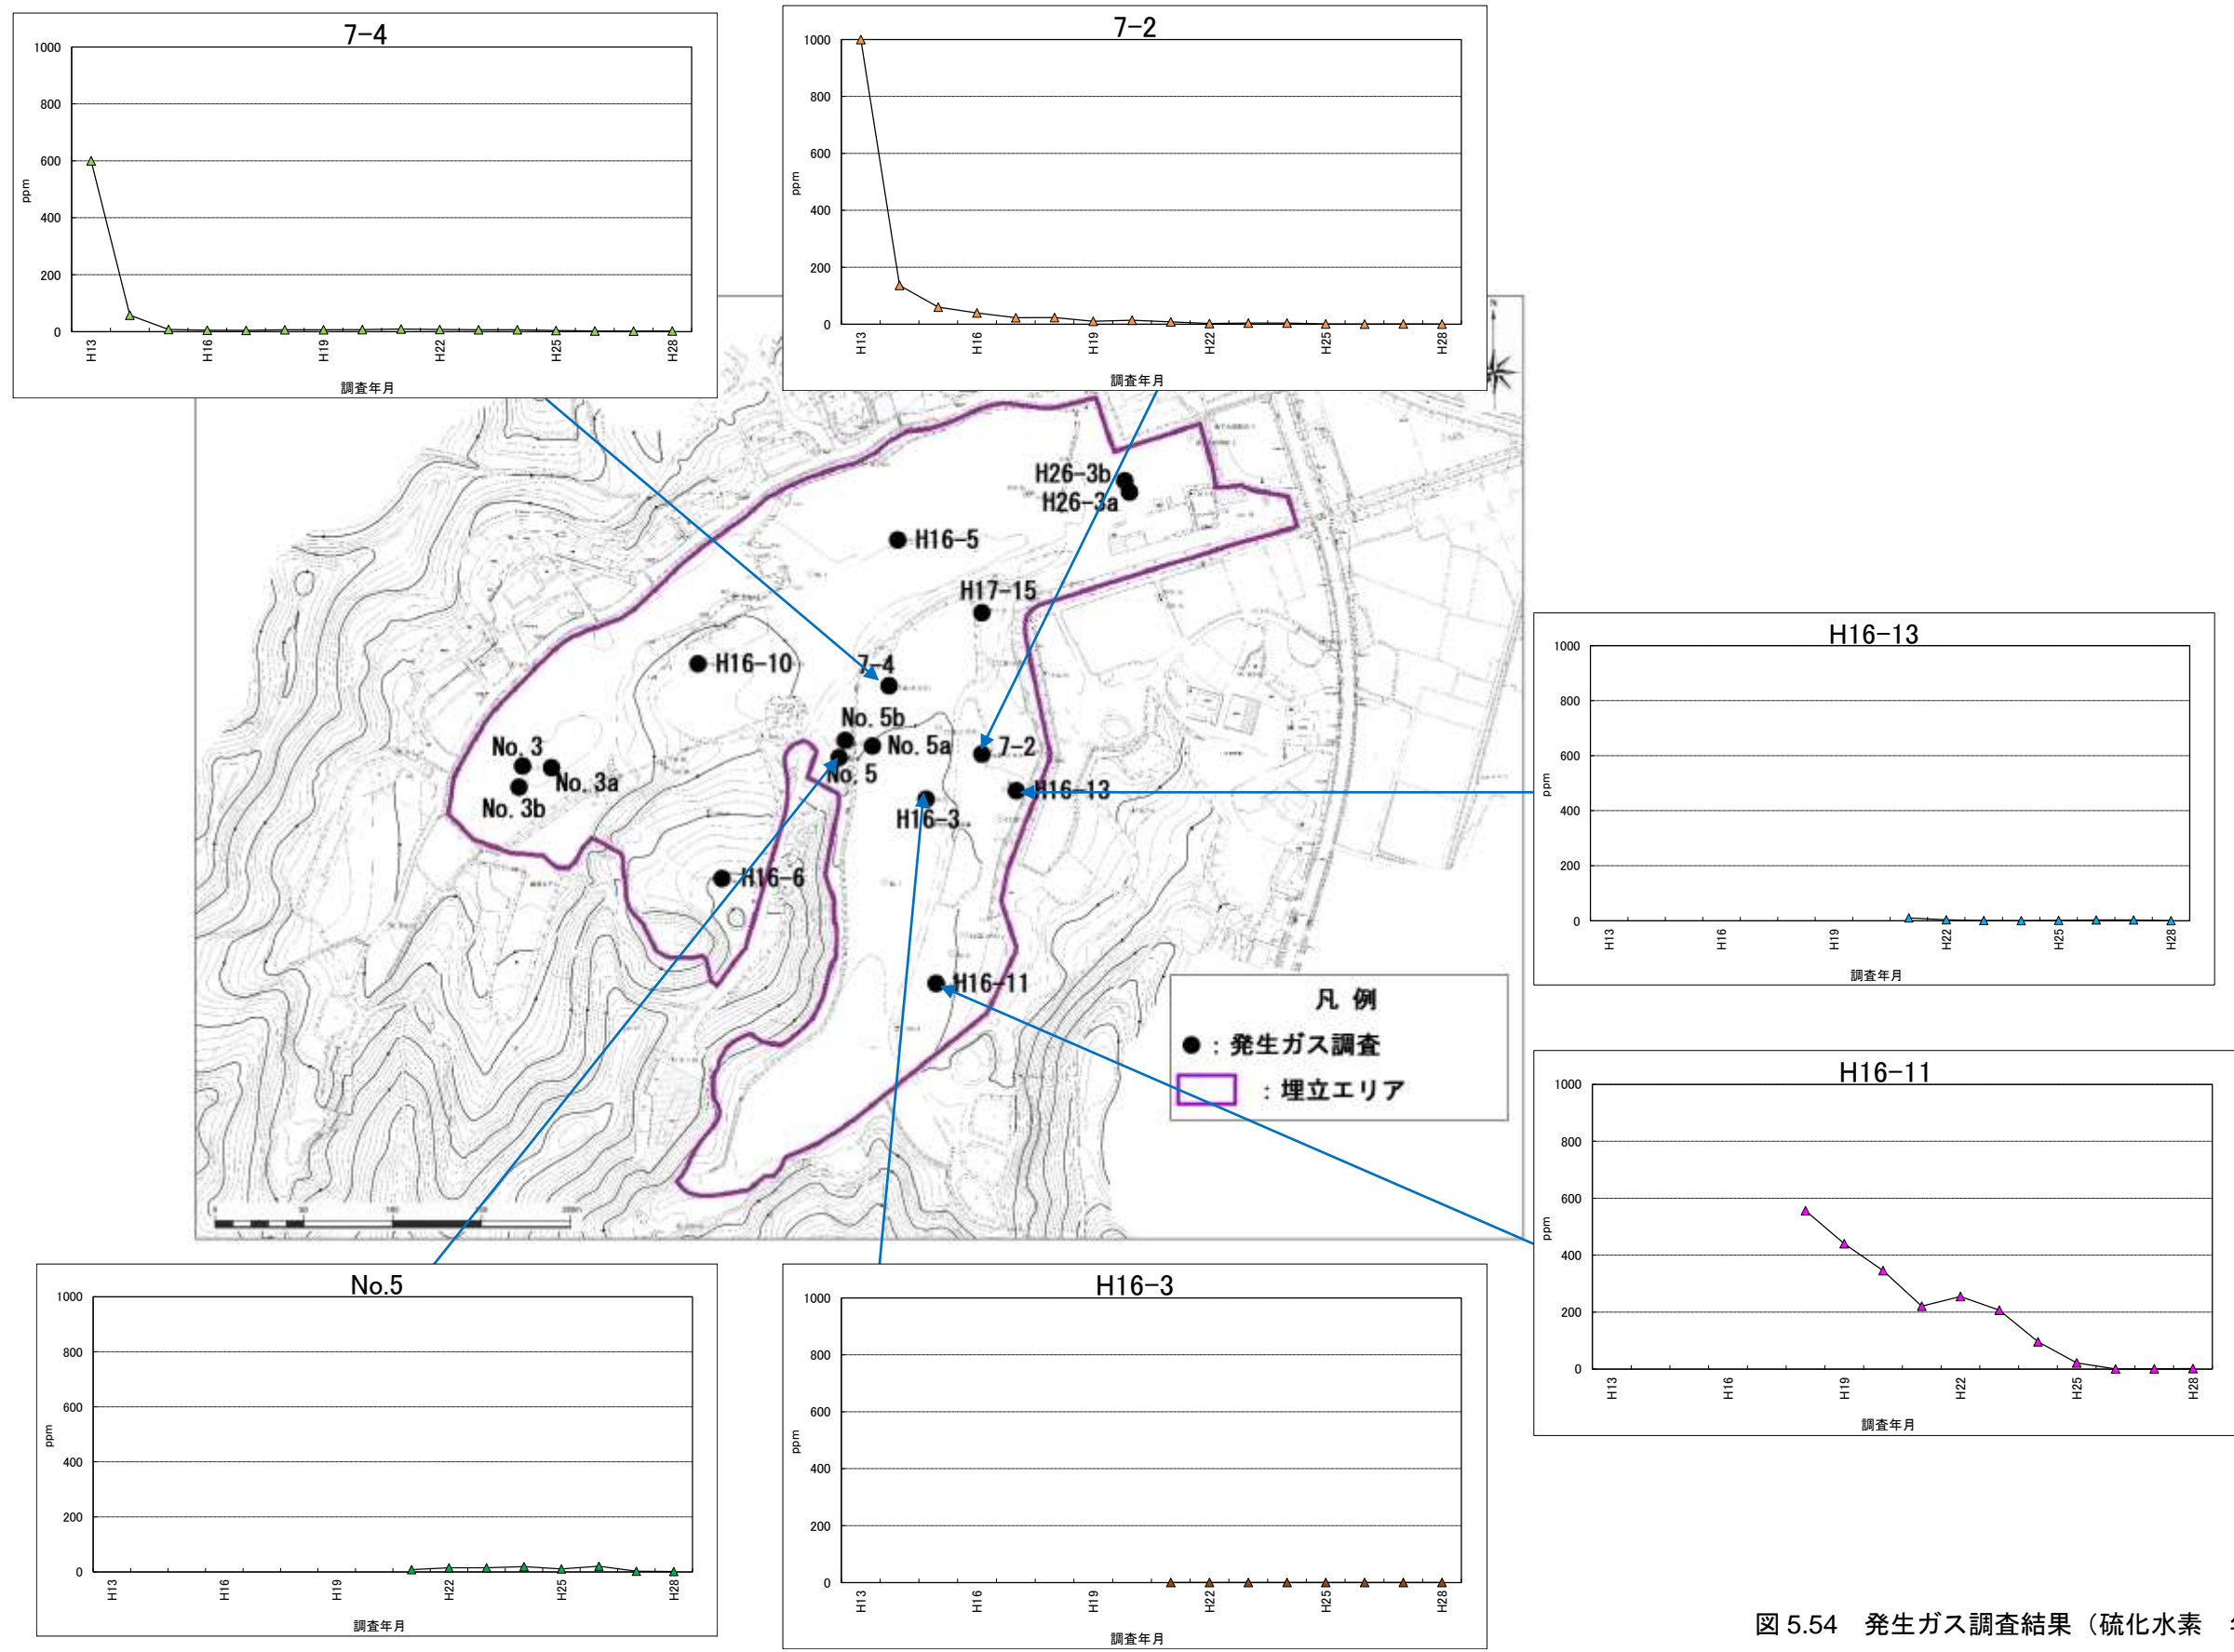 7-4
1000
800
600
400
200
0
ppm
H13
H16
H19
H22
H25
H28
調査年月
7-2
1000
800
600
400
200
0
ppm
H13
H16
H19
H22
H25
H28
調査年月
N
H26-3b
H26-3a
H16-5
H17-15
H16-10
7-4
No. 5b
No. 5a
No. 5
7-2
No. 3
No. 3a
No. 3b
H16-13
H16-3
H16-6
H16-11
凡 例
● : 発生ガス調査
: 埋立エリア
H16-13
1000
800
600
400
200
0
ppm
H13
H16
H19
H22
H25
H28
調査年月
H16-11
1000
800
600
400
200
0
ppm
H13
H16
H19
H22
H25
H28
調査年月
No.5
1000
800
600
400
200
0
ppm
H13
H16
H19
H22
H25
H28
調査年月
H16-3
1000
800
600
400
200
0
ppm
H13
H16
H19
H22
H25
H28
調査年月
図 5.54 発生ガス調査結果（硫化水素